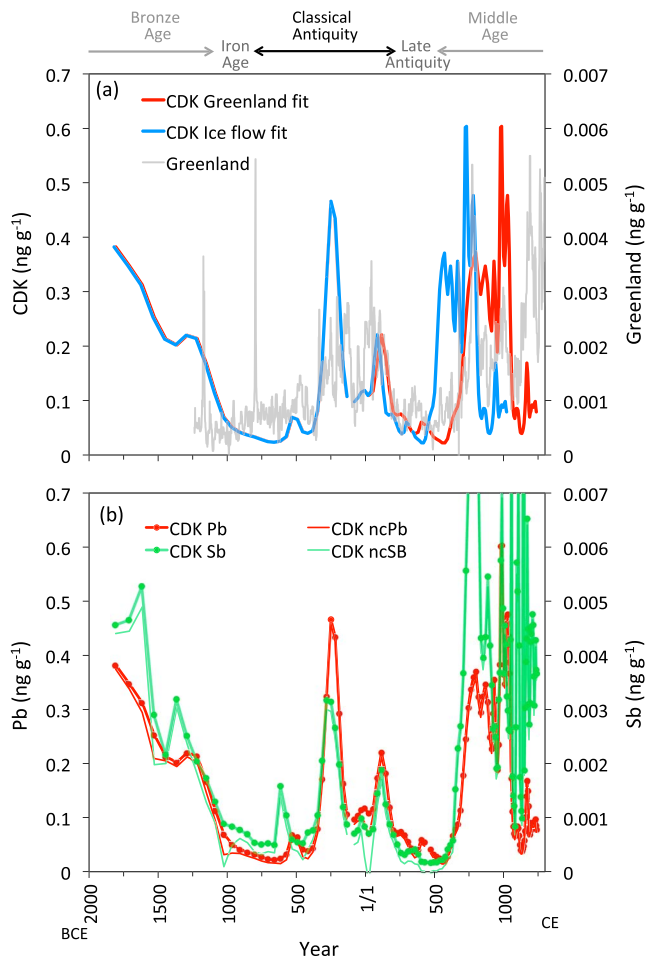 Bronze Age
Iron Age
Classical Antiquity
Late Antiquity
Middle Age
(a)
CDK Greenland fit
CDK Ice flow fit
Greenland
CDK (ng g-1)
0.7
0.6
0.5
0.4
0.3
0.2
0.1
0
Greenland (ng g-1)
0.007
0.006
0.005
0.004
0.003
0.002
0.001
0
(b)
CDK Pb
CDK ncPb
CDK Sb
CDK ncSB
Pb (ng g-1)
0.7
0.6
0.5
0.4
0.3
0.2
0.1
0
Sb (ng g-1)
0.007
0.006
0.005
0.004
0.003
0.002
0.001
0
2000
1500
1000
500
1/1
500
1000
BCE
CE
Year